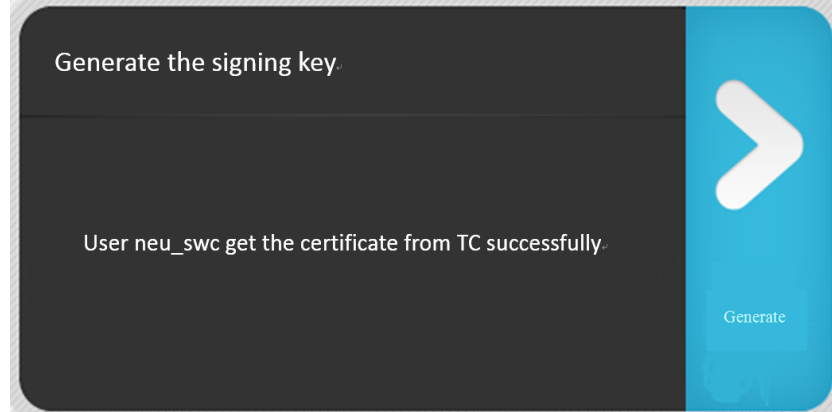 Generate the signing key
User neu_swc get the certificate from TC successfully
Generate